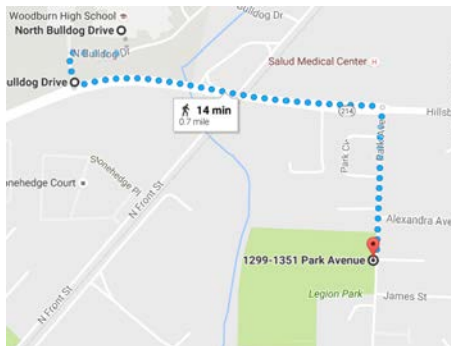 Woodburn High School
Bulldog Dr
North Bulldog Drive
N Bulldog Dr
Salud Medical Center
H
ulldog Drive
14 min
0.7 mile
214
Hillsb
Park Ave
Park Cir
Stonehedge Pl
onehedge Court
N Front St
Alexandra Ave
1299-1351 Park Avenue
Legion Park
James St
N Front St